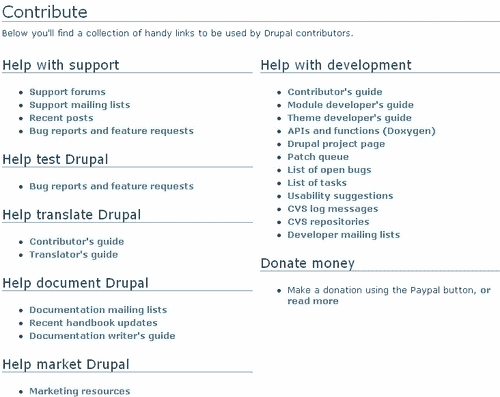 Contribute
Below you'll find a collection of handy links to be used by Drupal contributors.
Help with support
Support forums
Support mailing lists
Recent posts
Bug reports and feature requests
Help test Drupal
Bug reports and feature requests
Help translate Drupal
Contributor's guide
Translator's guide
Help document Drupal
Documentation mailing lists
Recent handbook updates
Documentation writer's guide
Help market Drupal
Marketing resources
Help with development
Contributor's guide
Module developer's guide
Theme developer's guide
APIs and functions (Doxygen)
Drupal project page
Patch queue
List of open bugs
List of tasks
Usability suggestions
CVS log messages
CVS repositories
Developer mailing lists
Donate money
Make a donation using the Paypal button, or
read more